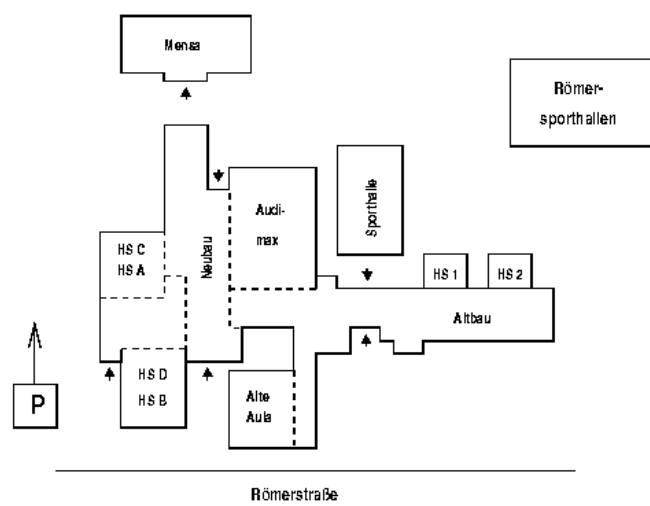 Mensa
Römer-
sporthallen
Audi-
max
Sporthalle
HS C
HS A
Neubau
HS 1
HS 2
Altbau
P
HS D
HS B
Alte
Aula
Römerstraße